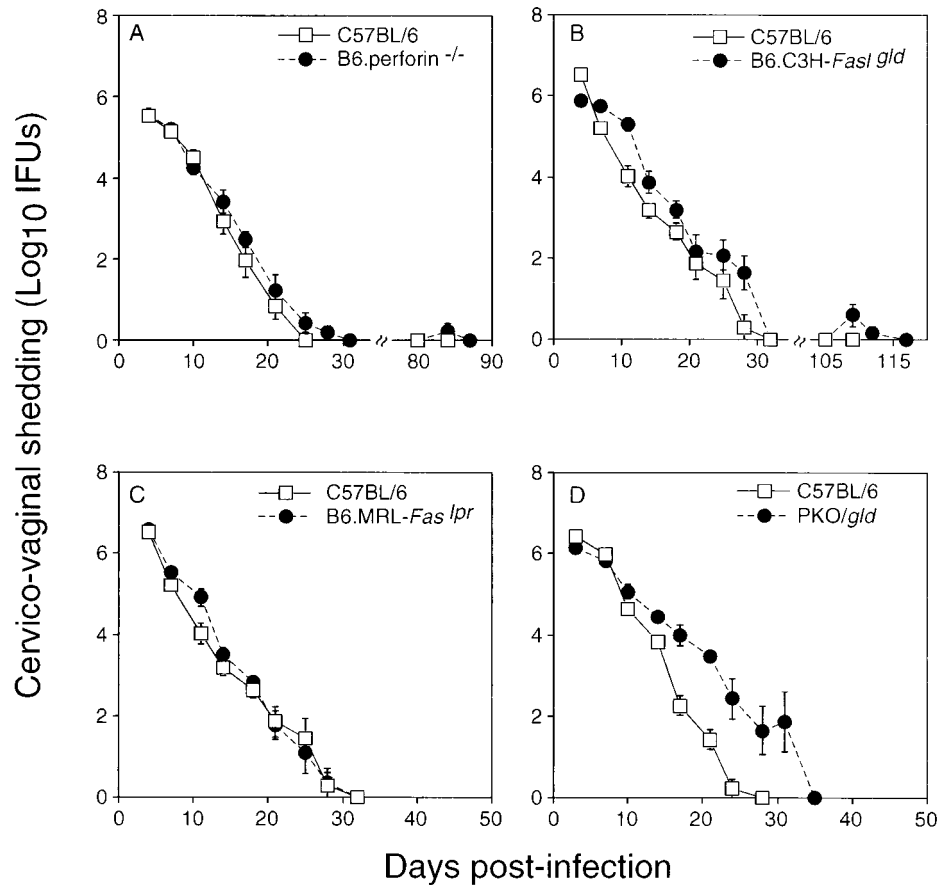 Cervico-vaginal shedding (Log10 IFUs)
A
C57BL/6
B6.perforin -/-
8
6
4
2
0
0 10 20 30 80 90
B
C57BL/6
B6.C3H-Fasl gld
8
6
4
2
0
0 10 20 30 105 115
C
C57BL/6
B6.MRL-Fas lpr
8
6
4
2
0
0 10 20 30 40 50
D
C57BL/6
PKO/gld
8
6
4
2
0
0 10 20 30 40 50
Days post-infection